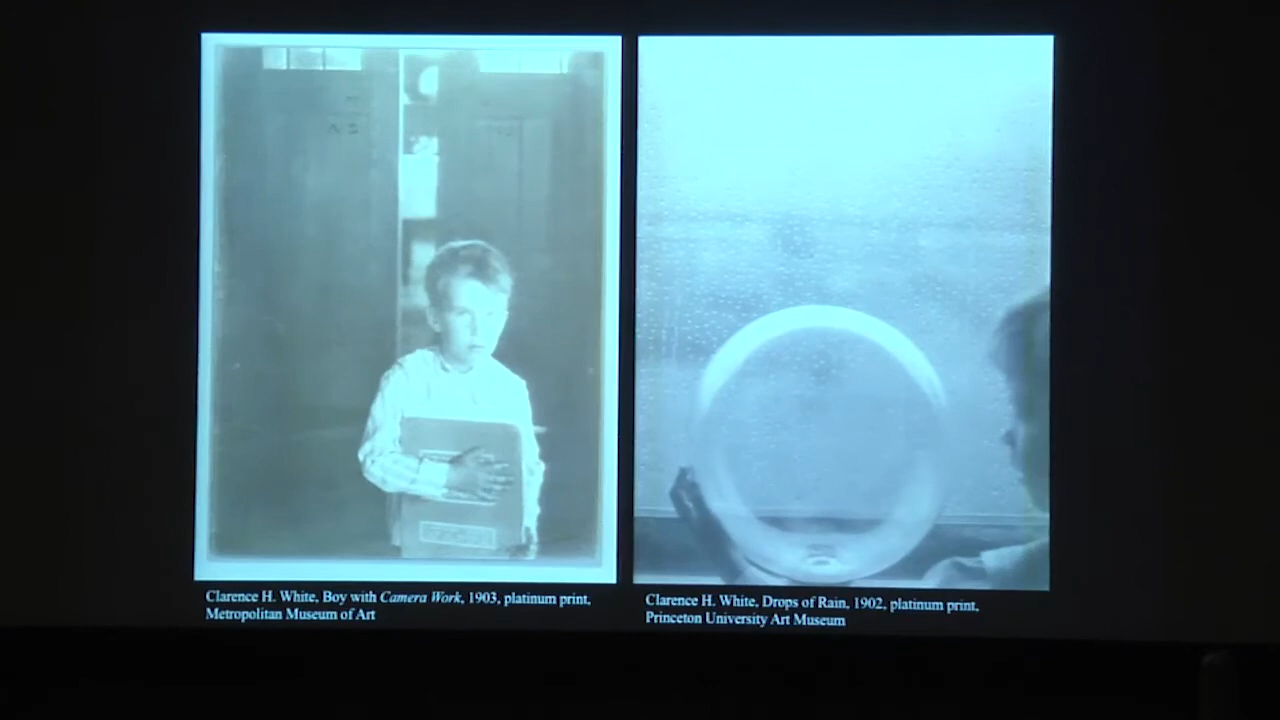 Clarence H. White, Boy with Camera Work, 1903, platinum print,
Metropolitan Museum of Art
Clarence H. White, Drops of Rain, 1902, platinum print,
Princeton University Art Museum